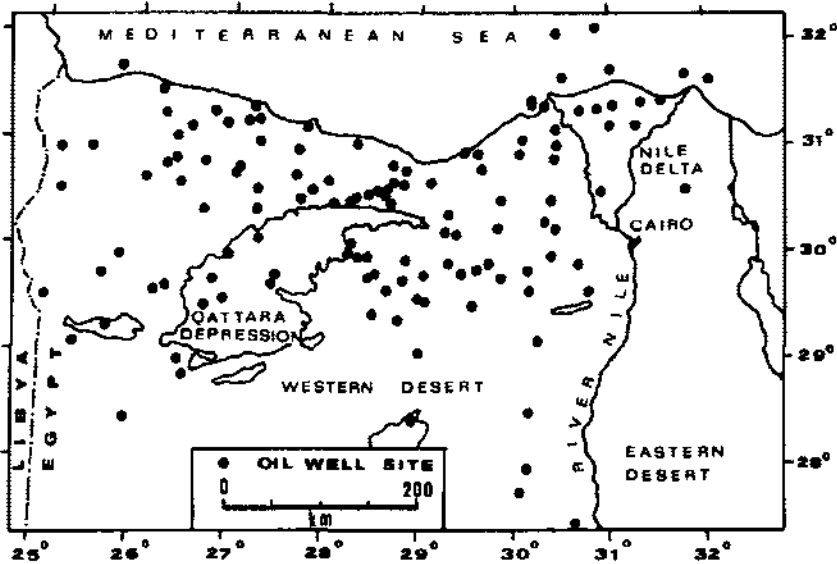 MEDITERRANEAN SEA
32°
31°
NILE
DELTA
CAIRO
30°
QATTARA
DEPRESSION
RIVER NILE
29°
LIBYA
EGYPT
WESTERN DESERT
EASTERN
DESERT
28°
OIL WELL SITE
0 200
km
25° 26° 27° 28° 29° 30° 31° 32°